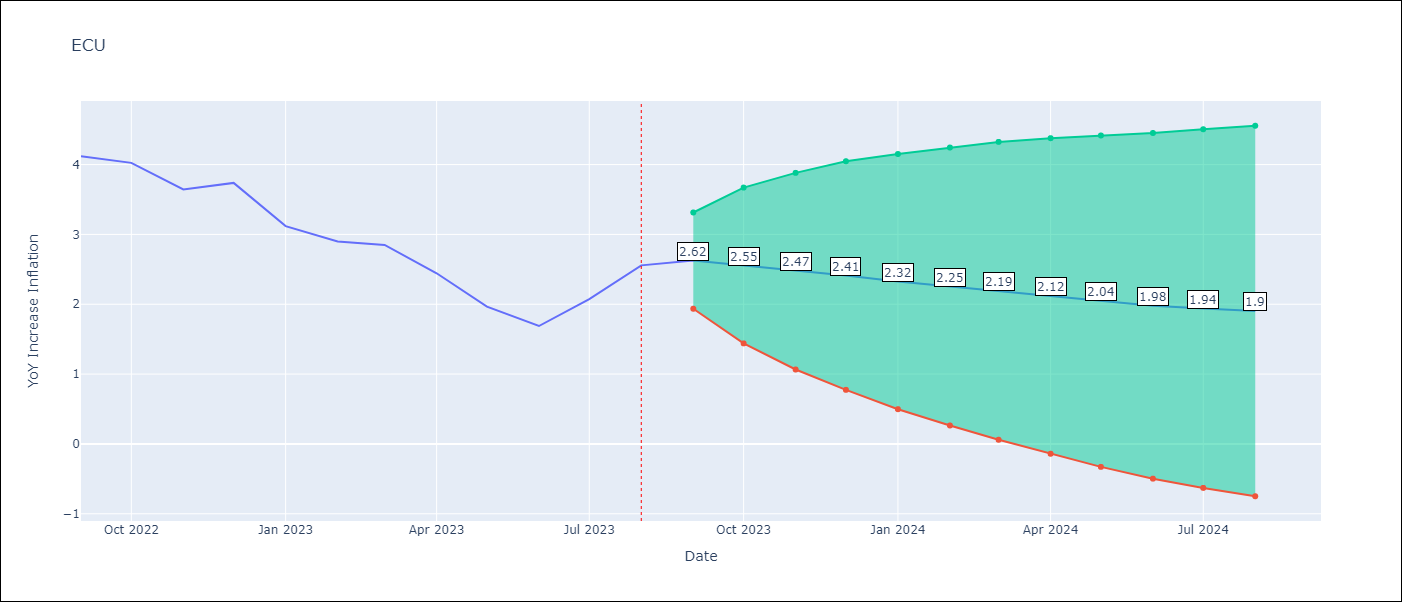 ECU
YoY Increase Inflation
4
3
2
1
0
−1
2.62
2.55
2.47
2.41
2.32
2.25
2.19
2.12
2.04
1.98
1.94
1.9
Oct 2022
Jan 2023
Apr 2023
Jul 2023
Oct 2023
Jan 2024
Apr 2024
Jul 2024
Date